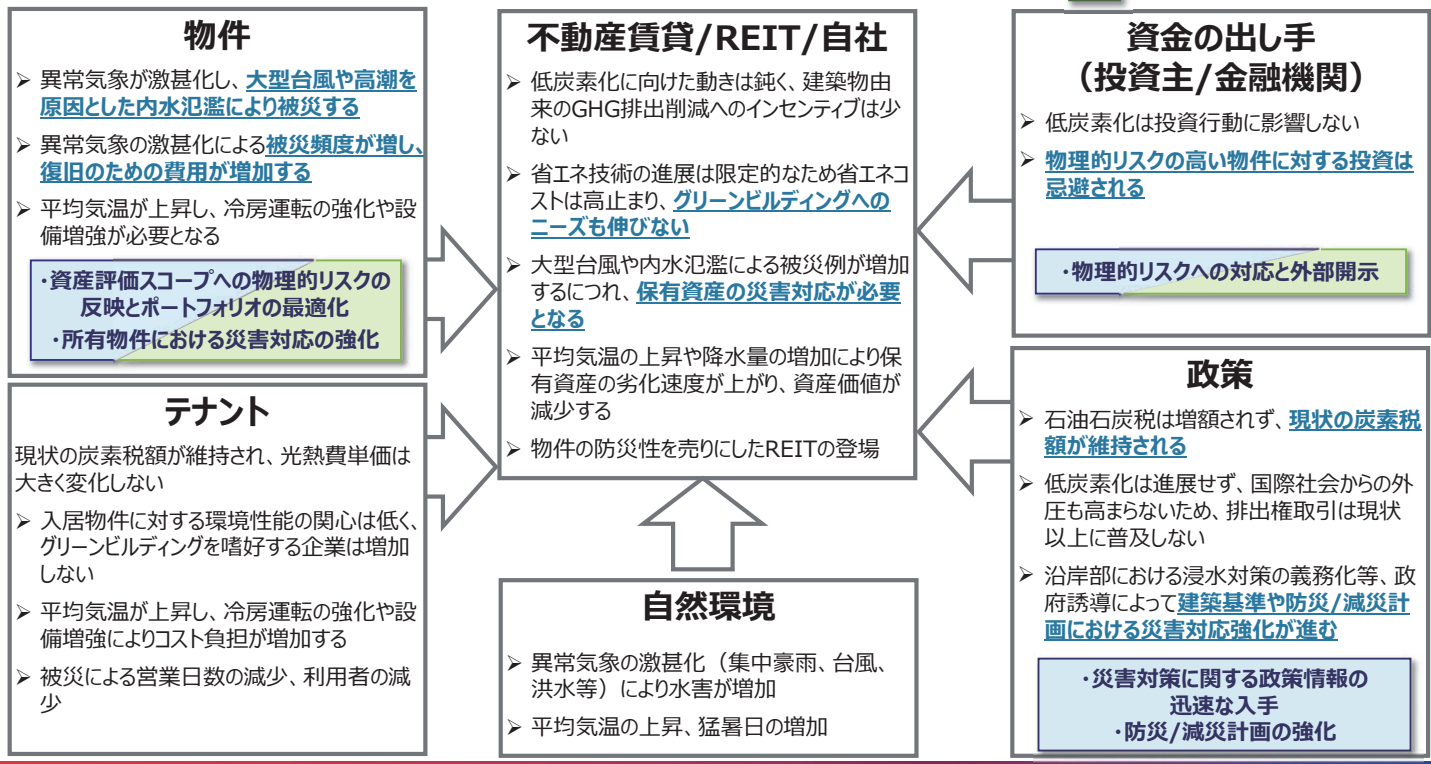 物件
➢ 異常気象が激甚化し、大型台風や高潮を
原因とした内水氾濫により被災する
➢ 異常気象の激甚化による被災頻度が増し、
復旧のための費用が増加する
➢ 平均気温が上昇し、冷房運転の強化や設
備増強が必要となる
・資産評価スコープへの物理的リスクの
反映とポートフォリオの最適化
・所有物件における災害対応の強化
テナント
現状の炭素税額が維持され、光熱費単価は
大きく変化しない
➢ 入居物件に対する環境性能の関心は低く、
グリーンビルディングを嗜好する企業は増加
しない
➢ 平均気温が上昇し、冷房運転の強化や設
備増強によりコスト負担が増加する
➢ 被災による営業日数の減少、利用者の減
少
不動産賃貸/REIT/自社
➢ 低炭素化に向けた動きは鈍く、建築物由
来のGHG排出削減へのインセンティブは少
ない
➢ 省エネ技術の進展は限定的なため省エネコ
ストは高止まり、グリーンビルディングへの
ニーズも伸びない
➢ 大型台風や内水氾濫による被災例が増加
するにつれ、保有資産の災害対応が必要
となる
➢ 平均気温の上昇や降水量の増加により保
有資産の劣化速度が上がり、資産価値が
減少する
➢ 物件の防災性を売りにしたREITの登場
自然環境
➢ 異常気象の激甚化（集中豪雨、台風、
洪水等）により水害が増加
➢ 平均気温の上昇、猛暑日の増加
資金の出し手
（投資主/金融機関）
➢ 低炭素化は投資行動に影響しない
➢ 物理的リスクの高い物件に対する投資は
忌避される
・物理的リスクへの対応と外部開示
政策
➢ 石油石炭税は増額されず、現状の炭素税
額が維持される
➢ 低炭素化は進展せず、国際社会からの外
圧も高まらないため、排出権取引は現状
以上に普及しない
➢ 沿岸部における浸水対策の義務化等、政
府誘導によって建築基準や防災/減災計
画における災害対応強化が進む
・災害対策に関する政策情報の
迅速な入手
・防災/減災計画の強化